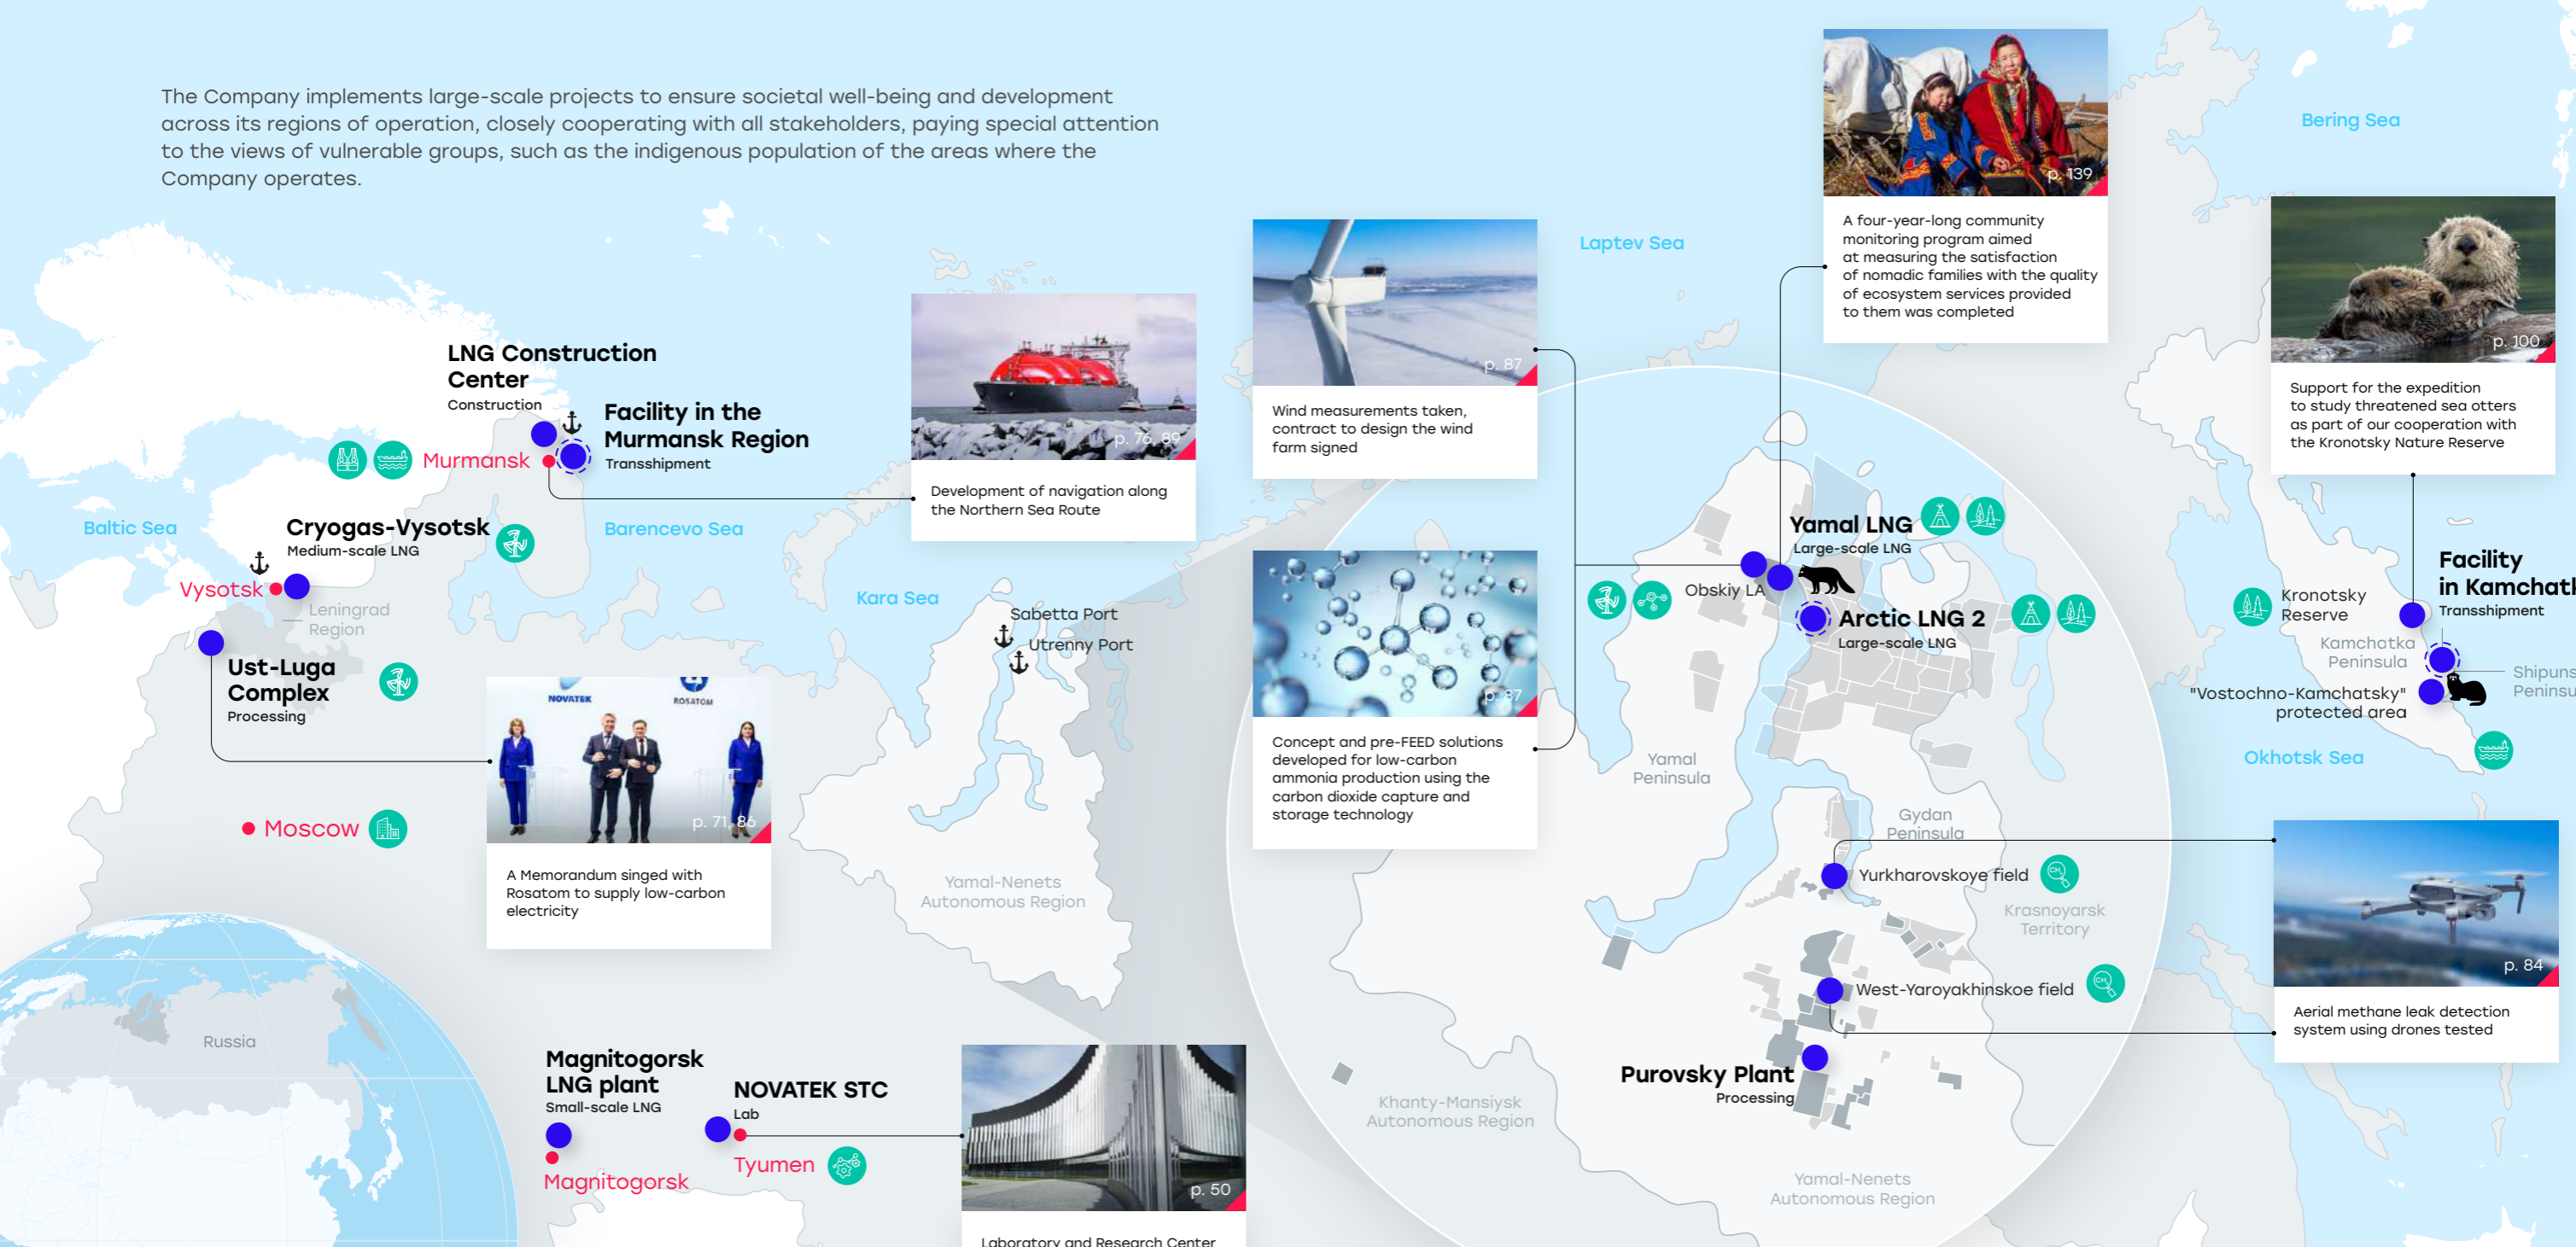 The Company implements large-scale projects to ensure societal well-being and development
across its regions of operation, closely cooperating with all stakeholders, paying special attention
to the views of vulnerable groups, such as the indigenous population of the areas where the
Company operates.
LNG Construction
Center
Construction
Facility in the
Murmansk Region
Transshipment
Murmansk
Baltic Sea
Cryogas-Vysotsk
Medium-scale LNG
Barencevo Sea
Vysotsk
Leningrad
Region
Ust-Luga
Complex
Processing
Moscow
Russia
NOVATEK
ROSATOM
p. 71, 86
A Memorandum singed with
Rosatom to supply low-carbon
electricity
p. 76, 89
Development of navigation along
the Northern Sea Route
Kara Sea
Sabetta Port
Utrenny Port
Yamal-Nenets
Autonomous Region
Magnitogorsk
LNG plant
Small-scale LNG
Magnitogorsk
NOVATEK STC
Lab
Tyumen
p. 50
Laboratory and Research Center
p. 87
Wind measurements taken,
contract to design the wind
farm signed
p. 87
Concept and pre-FEED solutions
developed for low-carbon
ammonia production using the
carbon dioxide capture and
storage technology
Laptev Sea
p. 139
A four-year-long community
monitoring program aimed
at measuring the satisfaction
of nomadic families with the quality
of ecosystem services provided
to them was completed
Yamal LNG
Large-scale LNG
Obskiy LA
Arctic LNG 2
Large-scale LNG
Yamal
Peninsula
Gydan
Peninsula
Yurkharovskoye field
CH₄
Krasnoyarsk
Territory
West-Yaroyakhinskoe field
CH₄
Purovsky Plant
Processing
Khanty-Mansiysk
Autonomous Region
Yamal-Nenets
Autonomous Region
Bering Sea
p. 100
Support for the expedition
to study threatened sea otters
as part of our cooperation with
the Kronotsky Nature Reserve
Facility
in Kamchatk
Transshipment
Kronotsky
Reserve
Kamchatka
Peninsula
Shipuns
Peninsu
"Vostochno-Kamchatsky"
protected area
Okhotsk Sea
p. 84
Aerial methane leak detection
system using drones tested